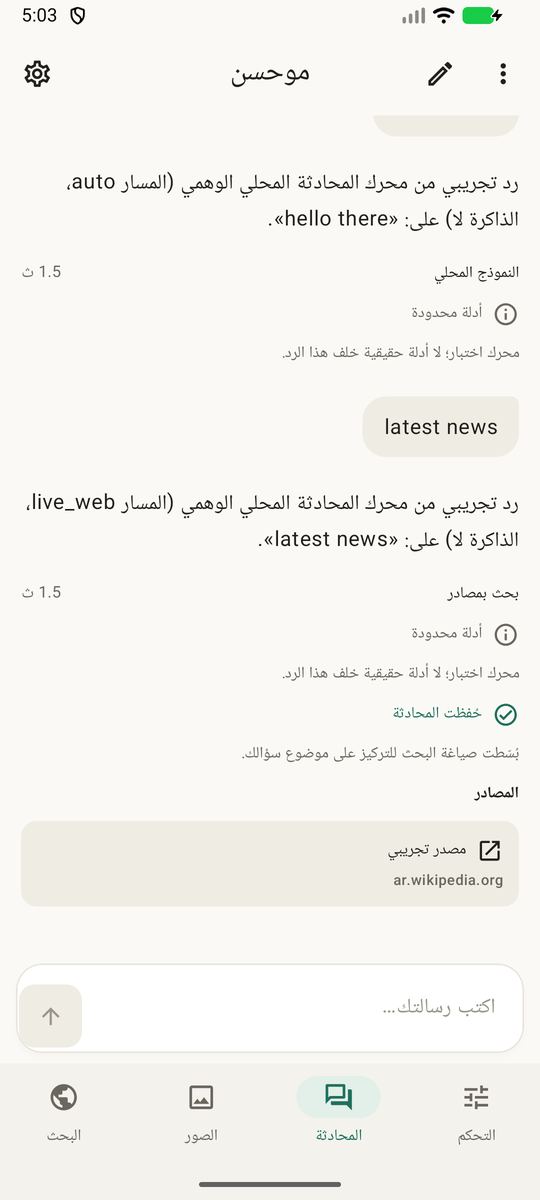 5:03
موحسن
رد تجريبي من محرك المحادثة المحلي الوهمي (المسار auto،
الذاكرة لا) على: «hello there».
النموذج المحلي
1.5 ث
أدلة محدودة
محرك اختبار؛ لا أدلة حقيقية خلف هذا الرد.
latest news
رد تجريبي من محرك المحادثة المحلي الوهمي (المسار live_web،
الذاكرة لا) على: «latest news».
بحث بمصادر
1.5 ث
أدلة محدودة
محرك اختبار؛ لا أدلة حقيقية خلف هذا الرد.
حُفظت المحادثة
بُسّطت صياغة البحث للتركيز على موضوع سؤالك.
المصادر
مصدر تجريبي
ar.wikipedia.org
اكتب رسالتك...
التحكم
المحادثة
الصور
البحث